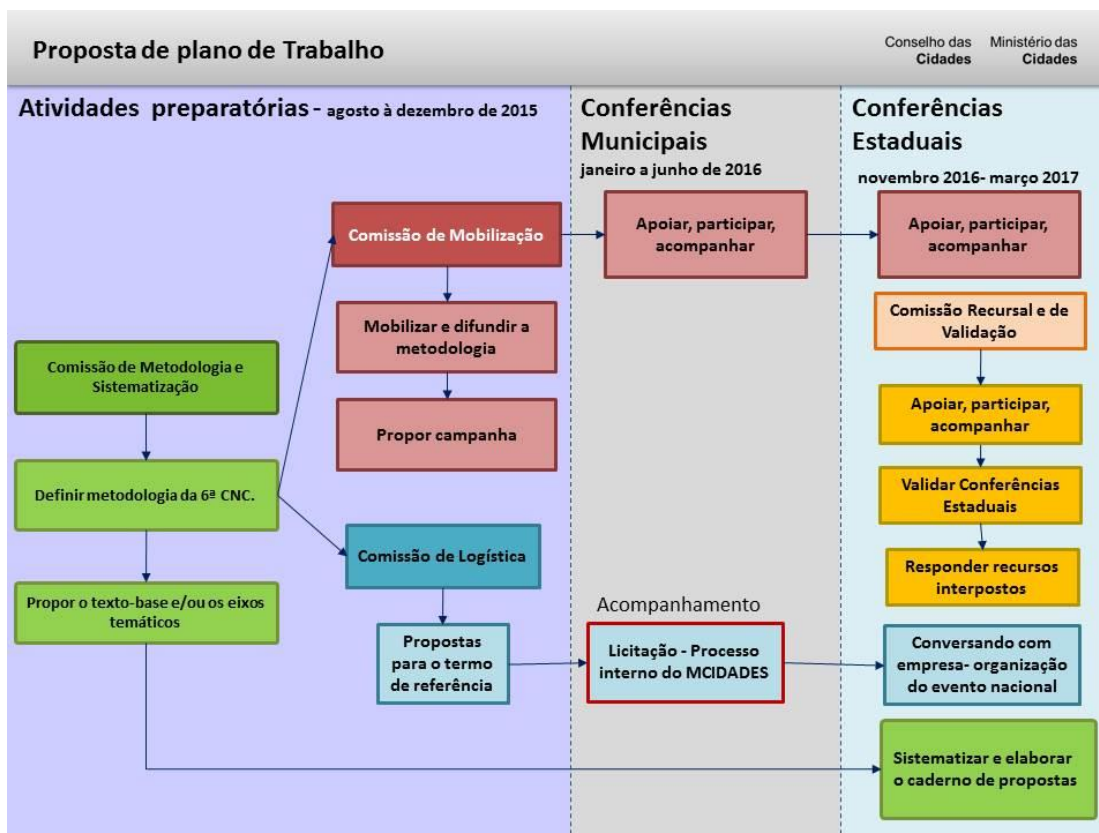 Proposta de plano de Trabalho
Conselho das
Cidades
Ministério das
Cidades
Atividades preparatórias - agosto à dezembro de 2015
Comissão de Metodologia e
Sistematização
Definir metodologia da 6ª CNC.
Propor o texto-base e/ou os eixos
temáticos
Comissão de Mobilização
Mobilizar e difundir a
metodologia
Propor campanha
Comissão de Logística
Propostas
para o termo
de referência
Conferências
Municipais
janeiro a junho de 2016
Apoiar, participar,
acompanhar
Acompanhamento
Licitação - Processo
interno do MCIDADES
Conferências
Estaduais
novembro 2016- março 2017
Apoiar, participar,
acompanhar
Comissão Recursal e de
Validação
Apoiar, participar,
acompanhar
Validar Conferências
Estaduais
Responder recursos
interpostos
Conversando com
empresa- organização
do evento nacional
Sistematizar e elaborar
o caderno de propostas